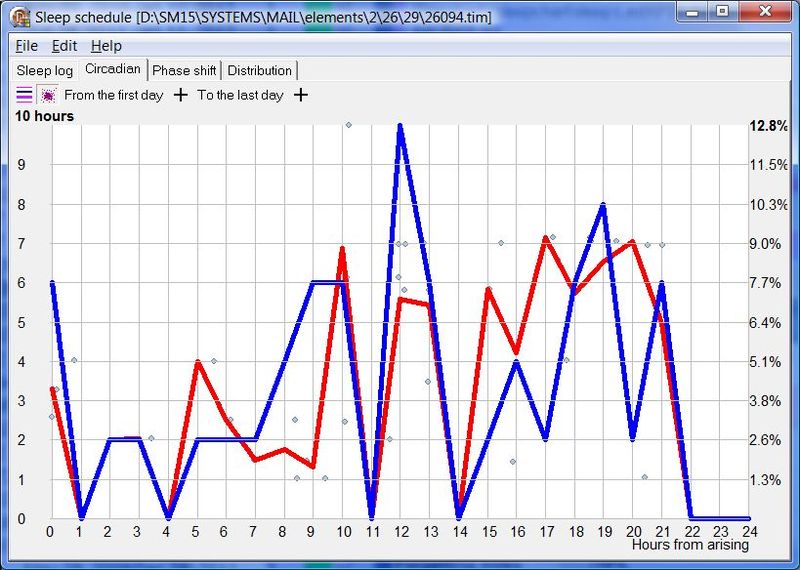 Sleep schedule [D:\SM15\SYSTEMS\MAIL\elements\2\26\29\26094.tim]
File Edit Help
Sleep log Circadian Phase shift Distribution
From the first day + To the last day +
10 hours
12.8%
9 11.5%
8 10.3%
7 9.0%
6 7.7%
5 6.4%
4 5.1%
3 3.8%
2 2.6%
1 1.3%
0
0 1 2 3 4 5 6 7 8 9 10 11 12 13 14 15 16 17 18 19 20 21 22 23 24
Hours from arising